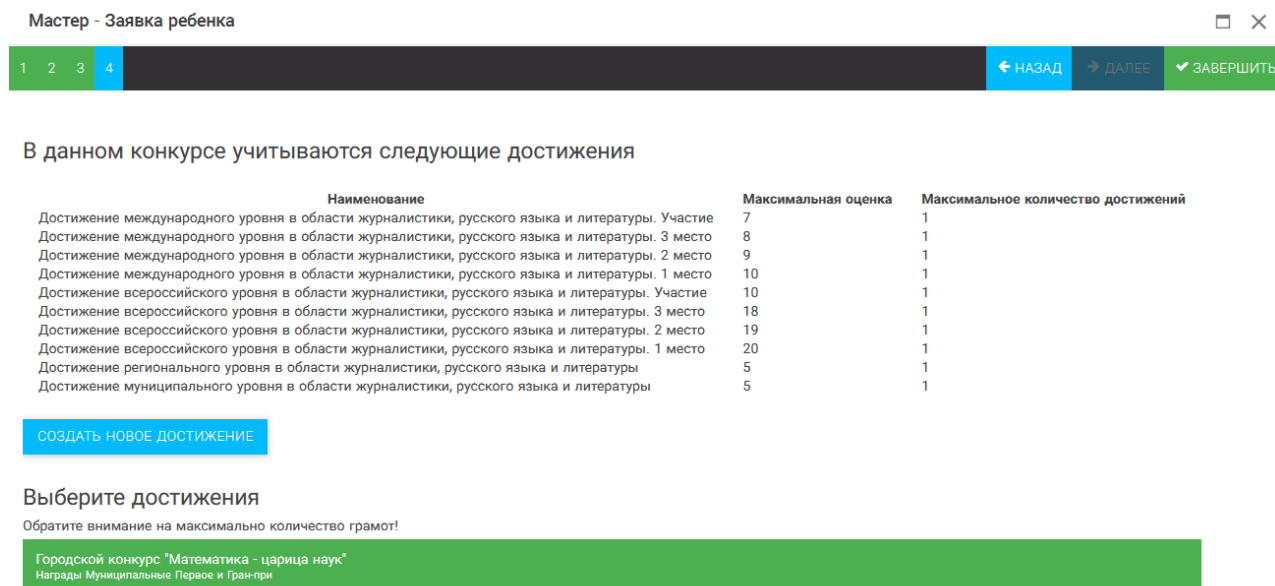 Мастер - Заявка ребенка
1 2 3 4 НАЗАД ДАЛЕЕ ЗАВЕРШИТЬ
В данном конкурсе учитываются следующие достижения
Наименование Максимальная оценка Максимальное количество достижений
Достижение международного уровня в области журналистики, русского языка и литературы. Участие 7 1
Достижение международного уровня в области журналистики, русского языка и литературы. 3 место 8 1
Достижение международного уровня в области журналистики, русского языка и литературы. 2 место 9 1
Достижение международного уровня в области журналистики, русского языка и литературы. 1 место 10 1
Достижение всероссийского уровня в области журналистики, русского языка и литературы. Участие 10 1
Достижение всероссийского уровня в области журналистики, русского языка и литературы. 3 место 18 1
Достижение всероссийского уровня в области журналистики, русского языка и литературы. 2 место 19 1
Достижение всероссийского уровня в области журналистики, русского языка и литературы. 1 место 20 1
Достижение регионального уровня в области журналистики, русского языка и литературы 5 1
Достижение муниципального уровня в области журналистики, русского языка и литературы 5 1
СОЗДАТЬ НОВОЕ ДОСТИЖЕНИЕ
Выберите достижения
Обратите внимание на максимально количество грамот!
Городской конкурс "Математика - царица наук"
Награды Муниципальные Первое и Гран-при